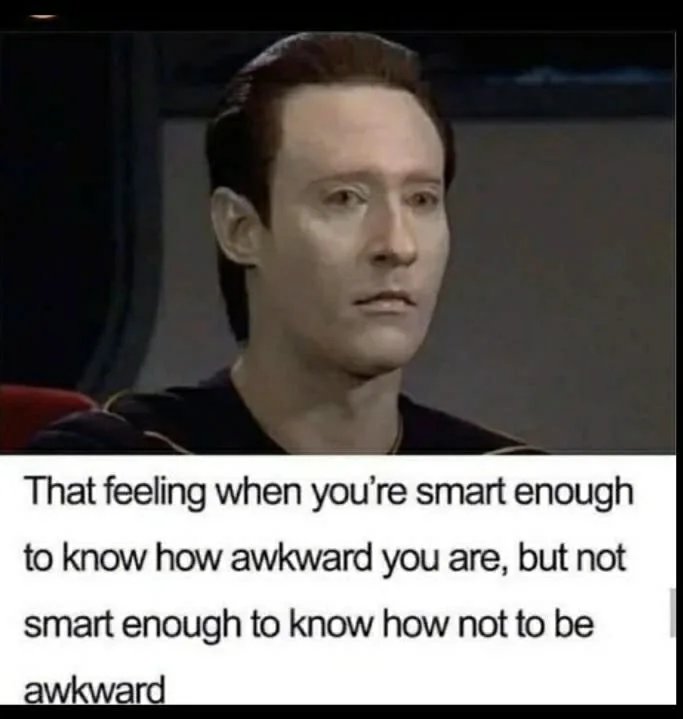 That feeling when you're smart enough
to know how awkward you are, but not
smart enough to know how not to be
awkward